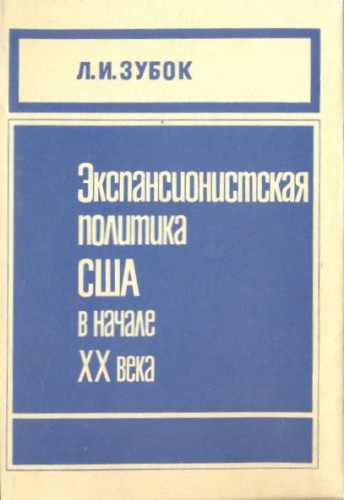 Л.И.ЗУБОК
Экспансионистская
политика
США
в начале
XX века